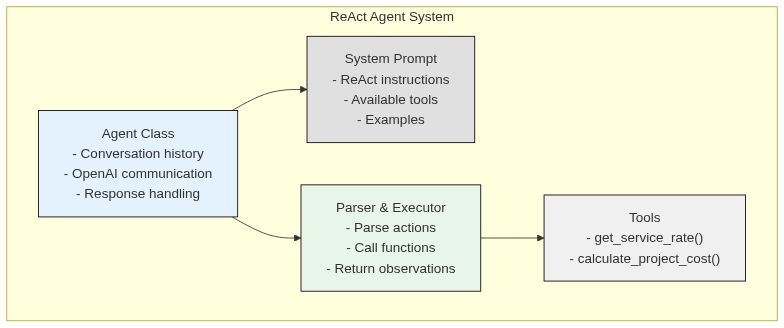 ReAct Agent System
System Prompt
- ReAct instructions
- Available tools
- Examples
Agent Class
- Conversation history
- OpenAI communication
- Response handling
Parser & Executor
- Parse actions
- Call functions
- Return observations
Tools
- get_service_rate()
- calculate_project_cost()